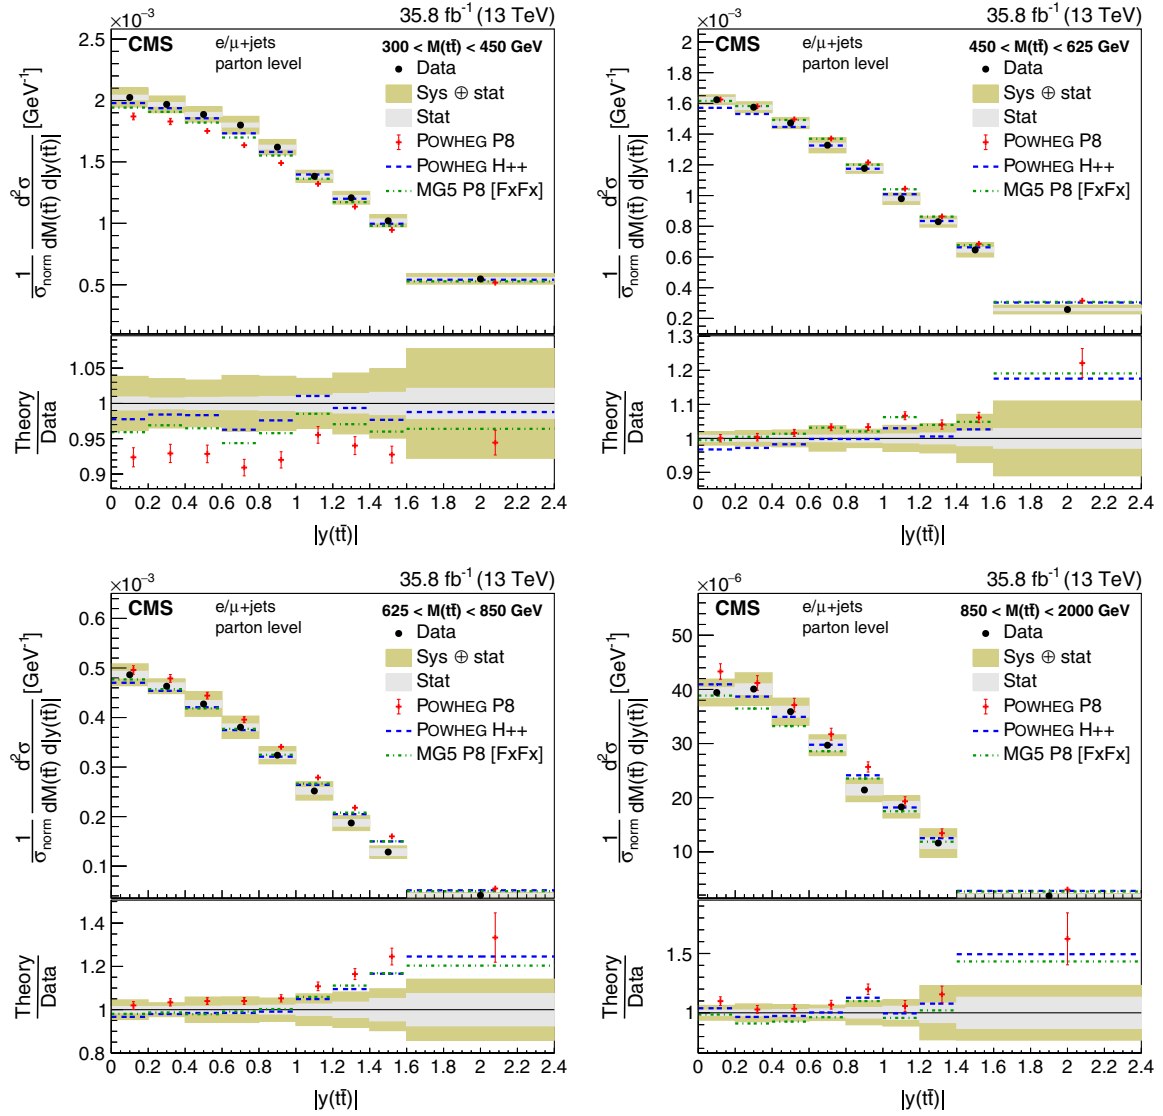 ×10⁻³ 35.8 fb⁻¹ (13 TeV)
CMS e/μ+jets parton level 300 < M(tt̄) < 450 GeV
Data
Sys ⊕ stat
Stat
POWHEG P8
POWHEG H++
MG5 P8 [FxFx]
1/σnorm d²σ/dM(tt̄) d|y(tt̄)| [GeV⁻¹]
2.5
2
1.5
1
0.5
Theory/Data
1.05
1
0.95
0.9
0 0.2 0.4 0.6 0.8 1 1.2 1.4 1.6 1.8 2 2.2 2.4
|y(tt̄)|
×10⁻³ 35.8 fb⁻¹ (13 TeV)
CMS e/μ+jets parton level 450 < M(tt̄) < 625 GeV
Data
Sys ⊕ stat
Stat
POWHEG P8
POWHEG H++
MG5 P8 [FxFx]
1/σnorm d²σ/dM(tt̄) d|y(tt̄)| [GeV⁻¹]
2
1.8
1.6
1.4
1.2
1
0.8
0.6
0.4
0.2
Theory/Data
1.3
1.2
1.1
1
0.9
0 0.2 0.4 0.6 0.8 1 1.2 1.4 1.6 1.8 2 2.2 2.4
|y(tt̄)|
×10⁻³ 35.8 fb⁻¹ (13 TeV)
CMS e/μ+jets parton level 625 < M(tt̄) < 850 GeV
Data
Sys ⊕ stat
Stat
POWHEG P8
POWHEG H++
MG5 P8 [FxFx]
1/σnorm d²σ/dM(tt̄) d|y(tt̄)| [GeV⁻¹]
0.6
0.5
0.4
0.3
0.2
0.1
Theory/Data
1.4
1.2
1
0.8
0 0.2 0.4 0.6 0.8 1 1.2 1.4 1.6 1.8 2 2.2 2.4
|y(tt̄)|
×10⁻⁶ 35.8 fb⁻¹ (13 TeV)
CMS e/μ+jets parton level 850 < M(tt̄) < 2000 GeV
Data
Sys ⊕ stat
Stat
POWHEG P8
POWHEG H++
MG5 P8 [FxFx]
1/σnorm d²σ/dM(tt̄) d|y(tt̄)| [GeV⁻¹]
50
40
30
20
10
Theory/Data
1.5
1
0 0.2 0.4 0.6 0.8 1 1.2 1.4 1.6 1.8 2 2.2 2.4
|y(tt̄)|